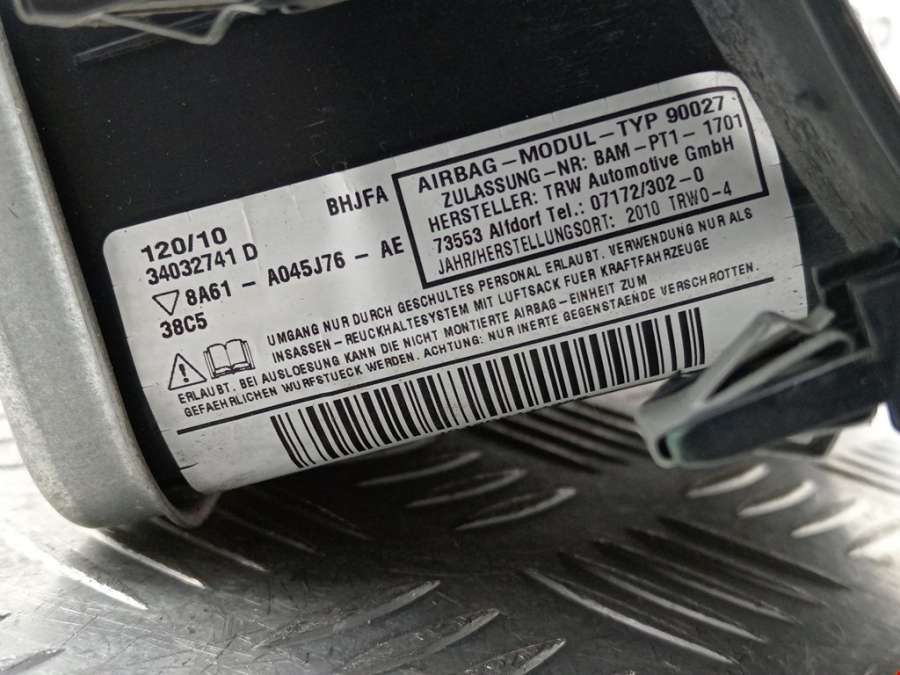 120/10
34032741 D
8A61 - A045J76 - AE
38C5
BHJFA
AIRBAG-MODUL-TYP 90027
ZULASSUNG-NR: BAM-PT1-1701
HERSTELLER: TRW Automotive GmbH
73553 Alfdorf Tel.: 07172/302-0
JAHR/HERSTELLUNGSORT: 2010 TRWO-4
UMGANG NUR DURCH GESCHULTES PERSONAL ERLAUBT. VERWENDUNG NUR ALS
INSASSEN-REUCKHALTESYSTEM MIT LUFTSACK FUER KRAFTFAHRZEUGE
ERLAUBT. BEI AUSLOESUNG KANN DIE NICHT MONTIERTE AIRBAG-EINHEIT ZUM
GEFAEHRLICHEN WURFSTUECK WERDEN. ACHTUNG: NUR INERTE GEGENSTAENDE VERSCHROTTEN.